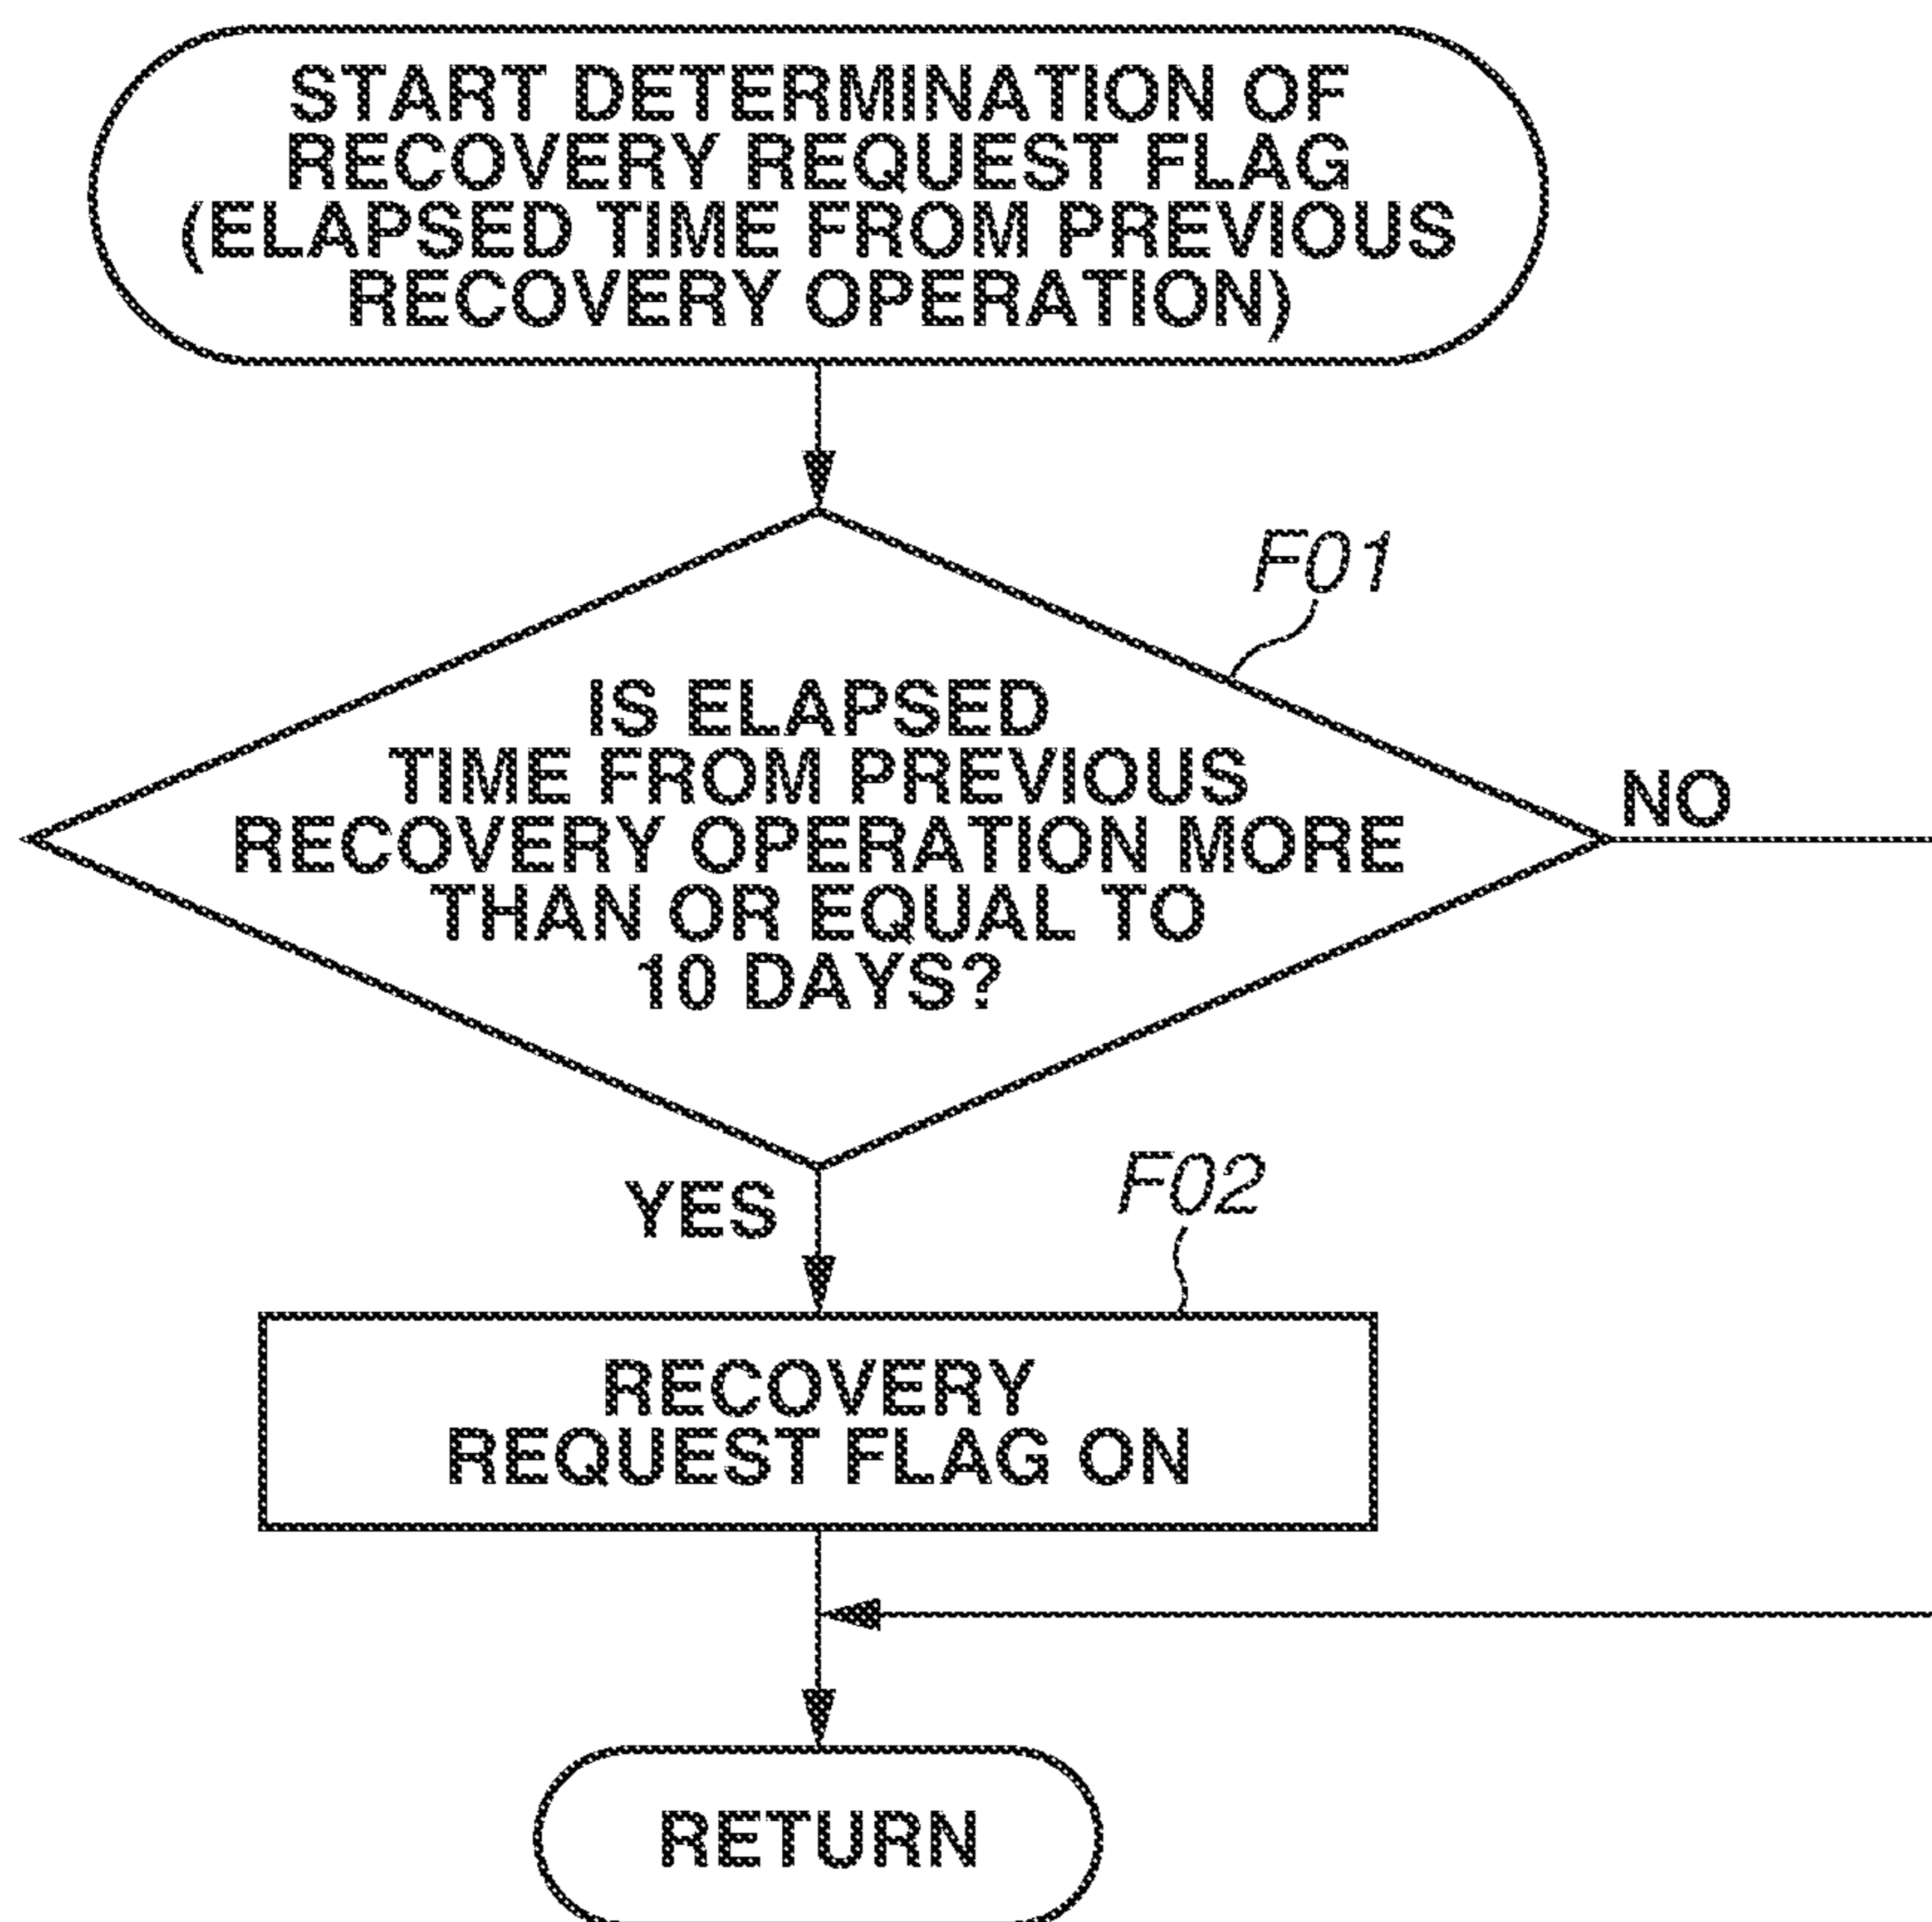 START DETERMINATION OF
RECOVERY REQUEST FLAG
(ELAPSED TIME FROM PREVIOUS
RECOVERY OPERATION)
F01
IS ELAPSED
TIME FROM PREVIOUS
RECOVERY OPERATION MORE
THAN OR EQUAL TO
10 DAYS?
NO
YES
F02
RECOVERY
REQUEST FLAG ON
RETURN